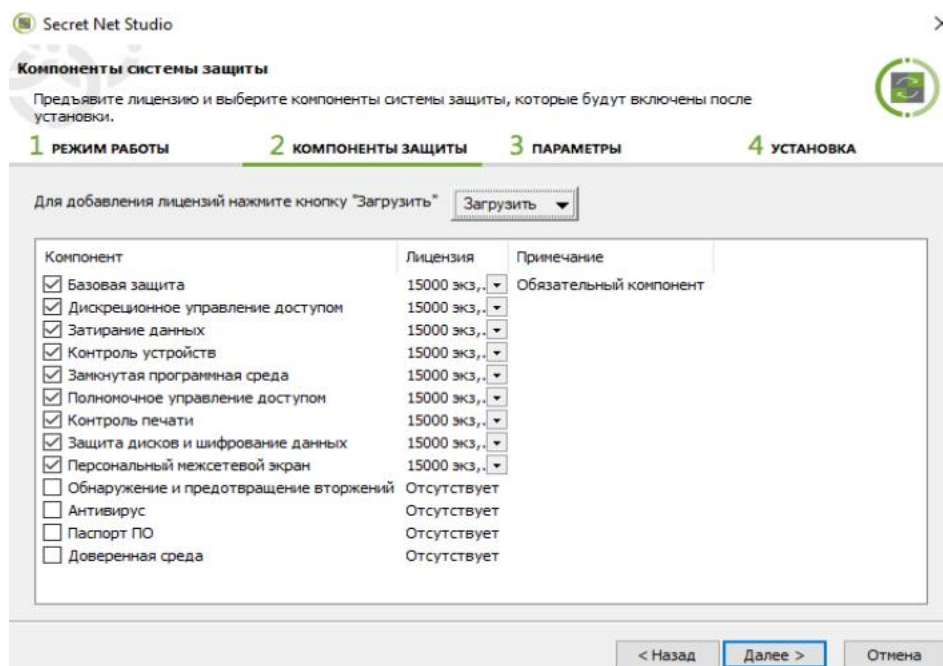 Secret Net Studio
Компоненты системы защиты
Предъявите лицензию и выберите компоненты системы защиты, которые будут включены после
установки.
1 РЕЖИМ РАБОТЫ 2 КОМПОНЕНТЫ ЗАЩИТЫ 3 ПАРАМЕТРЫ 4 УСТАНОВКА
Для добавления лицензий нажмите кнопку "Загрузить" Загрузить
Компонент Лицензия Примечание
Базовая защита 15000 экз,. Обязательный компонент
Дискреционное управление доступом 15000 экз,.
Затирание данных 15000 экз,.
Контроль устройств 15000 экз,.
Замкнутая программная среда 15000 экз,.
Полномочное управление доступом 15000 экз,.
Контроль печати 15000 экз,.
Защита дисков и шифрование данных 15000 экз,.
Персональный межсетевой экран 15000 экз,.
Обнаружение и предотвращение вторжений Отсутствует
Антивирус Отсутствует
Паспорт ПО Отсутствует
Доверенная среда Отсутствует
< Назад Далее > Отмена